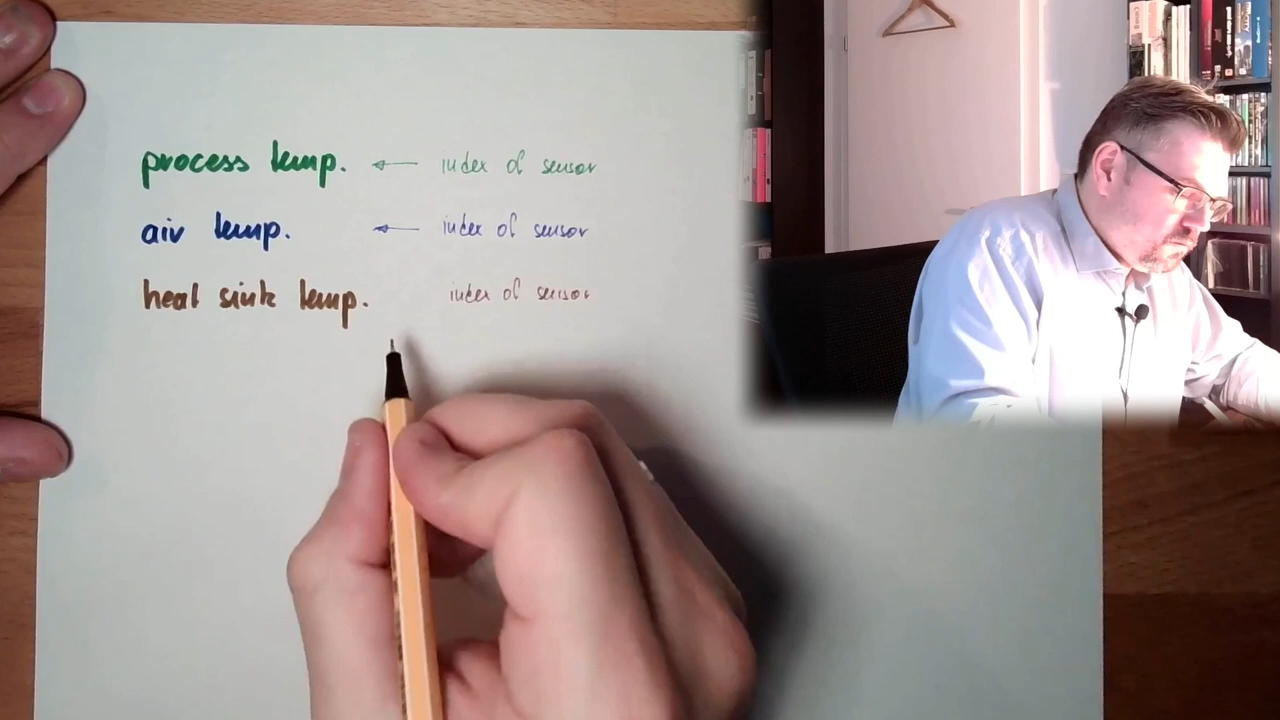 process temp. ← index of sensor
air temp. ← index of sensor
heat sink temp. index of sensor